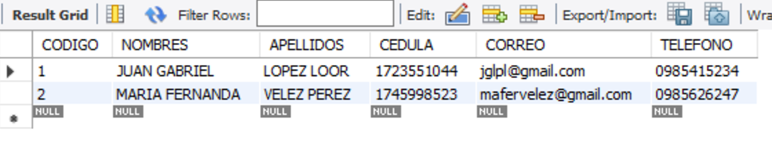 Result Grid Filter Rows: Edit: Export/Import: Wra
CODIGO NOMBRES APELLIDOS CEDULA CORREO TELEFONO
1 JUAN GABRIEL LOPEZ LOOR 1723551044 jglpl@gmail.com 0985415234
2 MARIA FERNANDA VELEZ PEREZ 1745998523 mafervelez@gmail.com 0985626247
NULL NULL NULL NULL NULL NULL